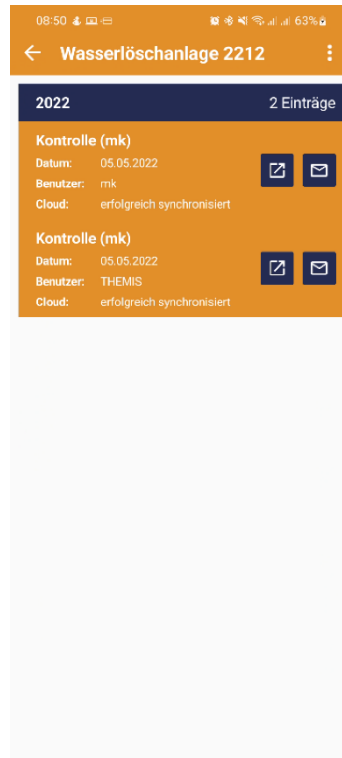 08:50 63%
Wasserlöschanlage 2212
2022 2 Einträge
Kontrolle (mk)
Datum: 05.05.2022
Benutzer: mk
Cloud: erfolgreich synchronisiert
Kontrolle (mk)
Datum: 05.05.2022
Benutzer: THEMIS
Cloud: erfolgreich synchronisiert